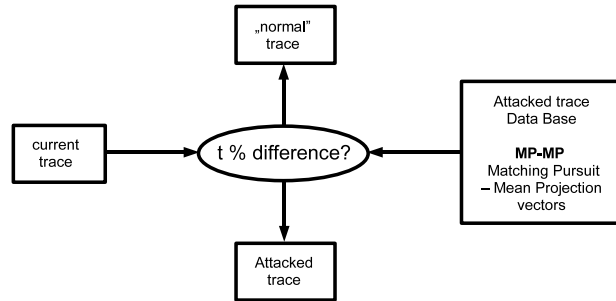 „normal”
trace
current
trace
t % difference?
Attacked trace
Data Base
MP-MP
Matching Pursuit
– Mean Projection
vectors
Attacked
trace